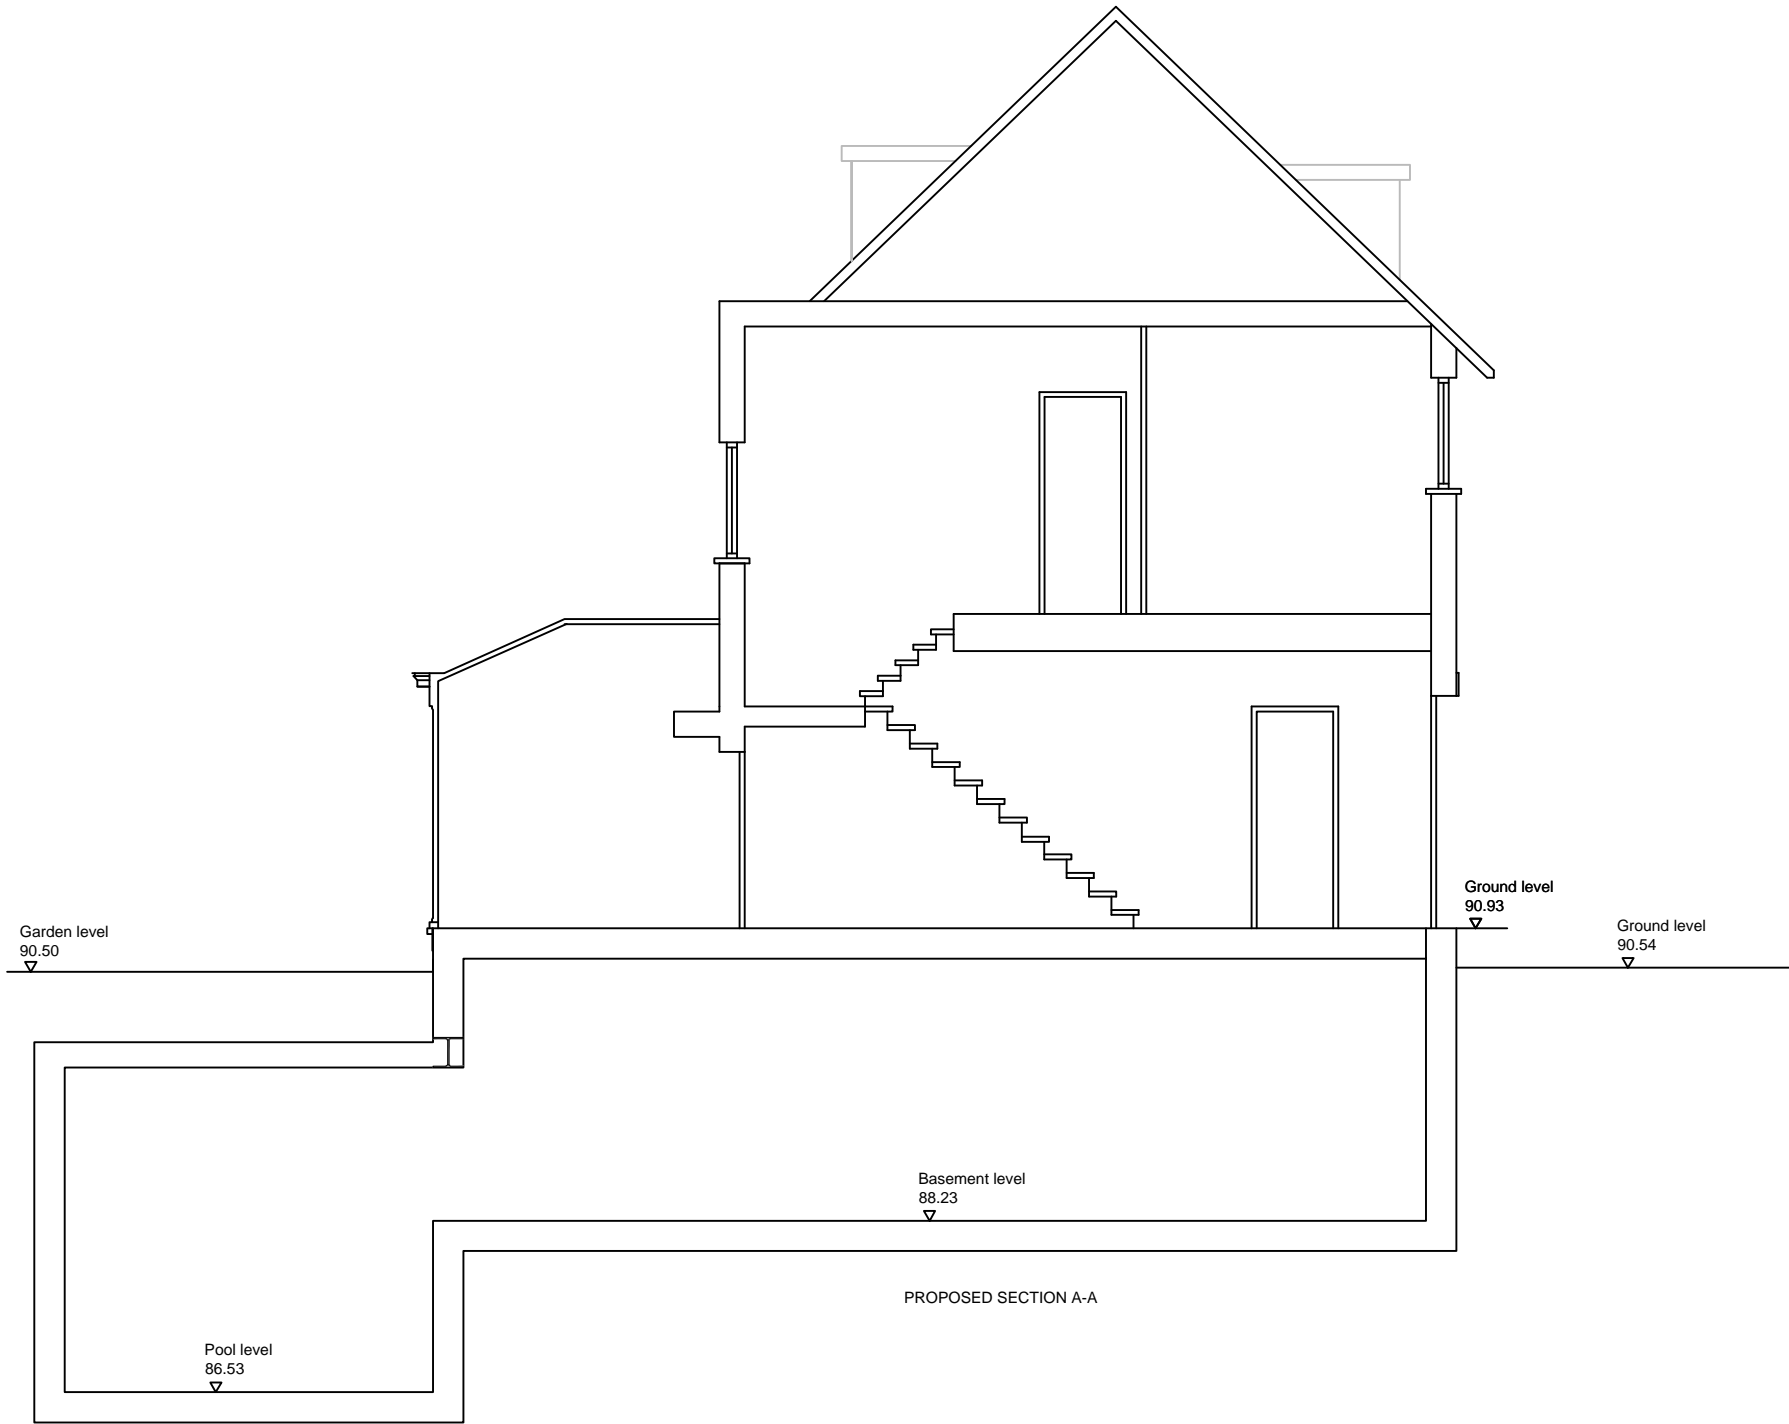 Ground level
90.93
Garden level
90.50
Ground level
90.54
Basement level
88.23
PROPOSED SECTION A-A
Pool level
86.53